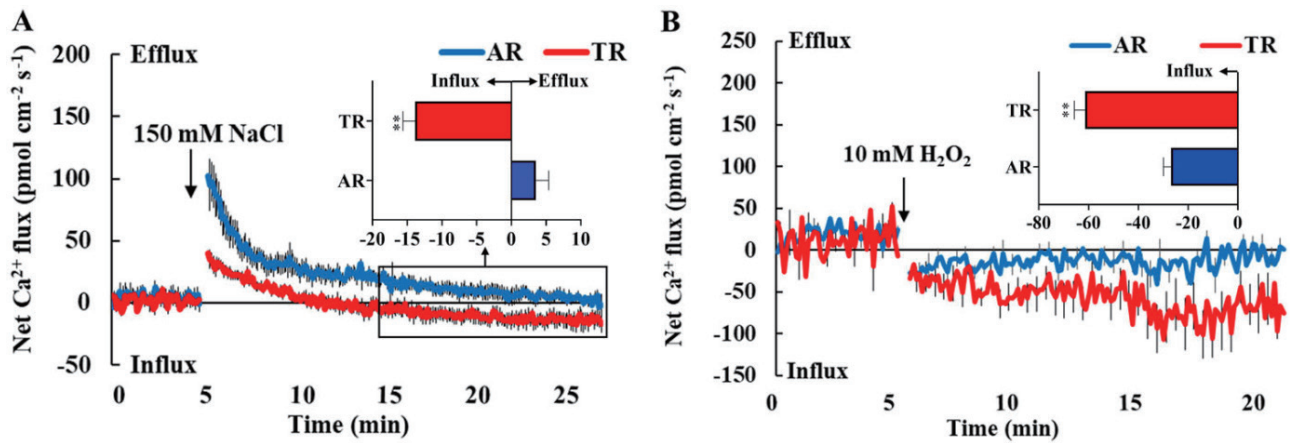 A
Net Ca²⁺ flux (pmol cm⁻² s⁻¹)
200
150
100
50
0
-50
Efflux
AR TR
150 mM NaCl
Influx Efflux
TR
**
AR
-20 -15 -10 -5 0 5 10
Influx
0 5 10 15 20 25
Time (min)
B
Net Ca²⁺ flux (pmol cm⁻² s⁻¹)
250
200
150
100
50
0
-50
-100
-150
Efflux
AR TR
10 mM H₂O₂
Influx
TR
**
AR
-80 -60 -40 -20 0
Influx
0 5 10 15 20
Time (min)